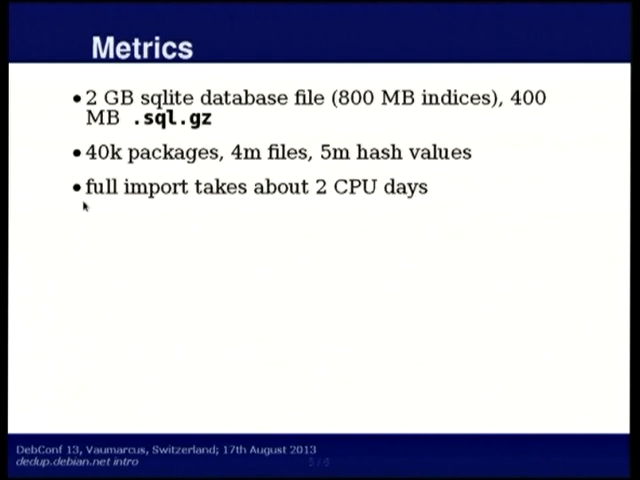 Metrics
• 2 GB sqlite database file (800 MB indices), 400
MB .sql.gz
• 40k packages, 4m files, 5m hash values
• full import takes about 2 CPU days
DebConf 13, Vaumarcus, Switzerland; 17th August 2013
dedup.debian.net intro
5 / 6